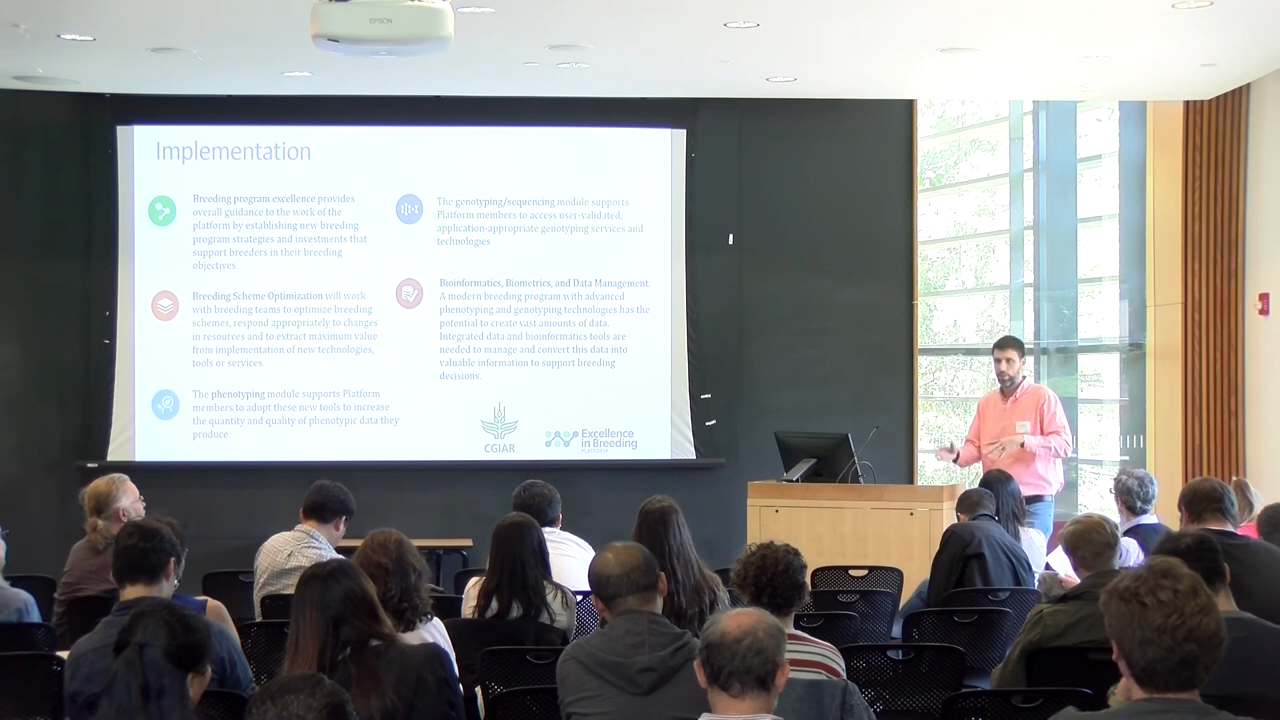 EPSON
Implementation
Breeding program excellence provides
overall guidance to the work of the
platform by establishing new breeding
program strategies and investments that
support breeders in their breeding
objectives
Breeding Scheme Optimization will work
with breeding teams to optimize breeding
schemes, respond appropriately to changes
in resources and to extract maximum value
from implementation of new technologies,
tools or services.
The phenotyping module supports Platform
members to adopt these new tools to increase
the quantity and quality of phenotypic data they
produce
The genotyping/sequencing module supports
Platform members to access user-validated,
application-appropriate genotyping services and
technologies
Bioinformatics, Biometrics, and Data Management.
A modern breeding program with advanced
phenotyping and genotyping technologies has the
potential to create vast amounts of data.
Integrated data and bioinformatics tools are
needed to manage and convert this data into
valuable information to support breeding
decisions.
CGIAR
Excellence
in Breeding
PLATFORM